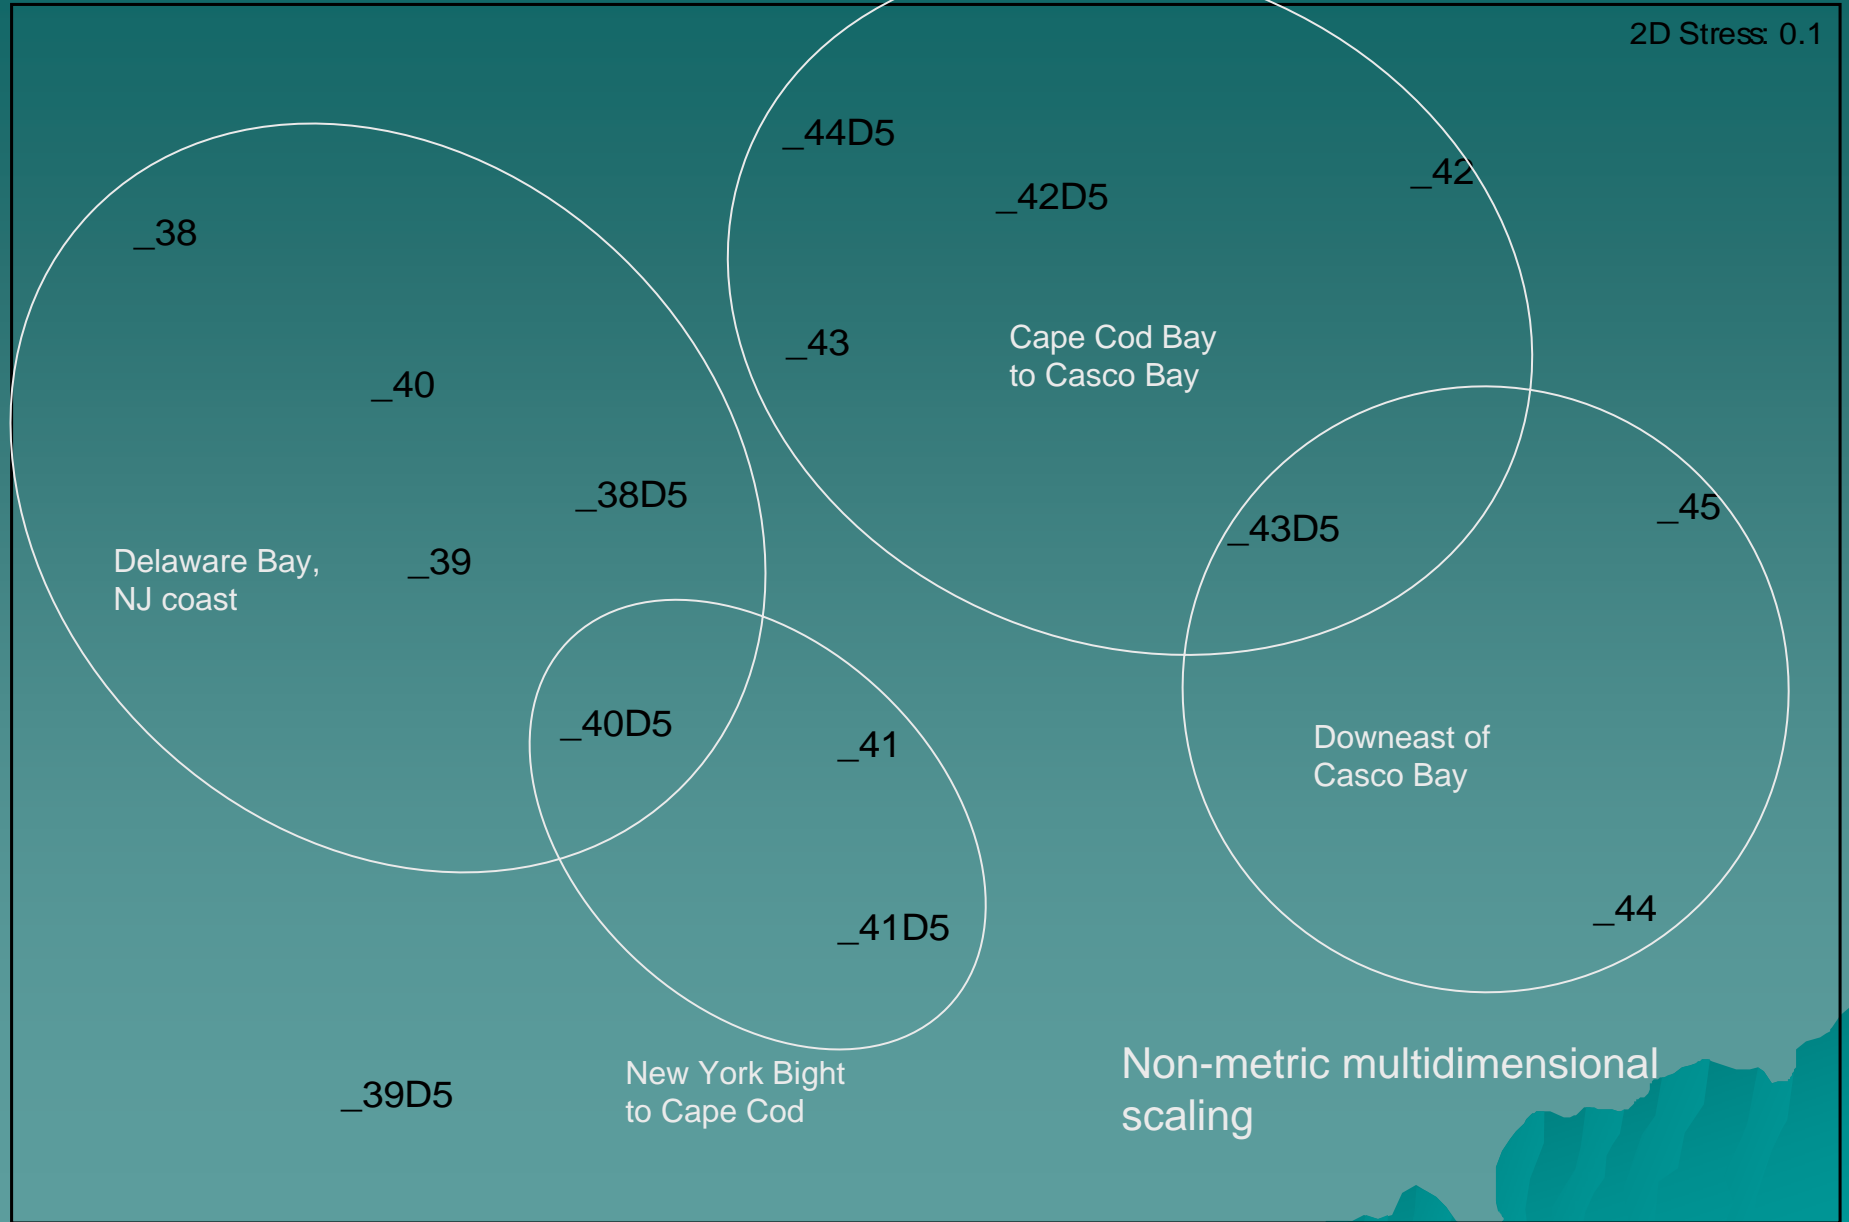 2D Stress: 0.1
_44D5
_42
_42D5
_38
_43
Cape Cod Bay
to Casco Bay
_40
_38D5
_45
_43D5
Delaware Bay,
NJ coast
_39
_40D5
_41
Downeast of
Casco Bay
_44
_41D5
New York Bight
to Cape Cod
_39D5
Non-metric multidimensional
scaling